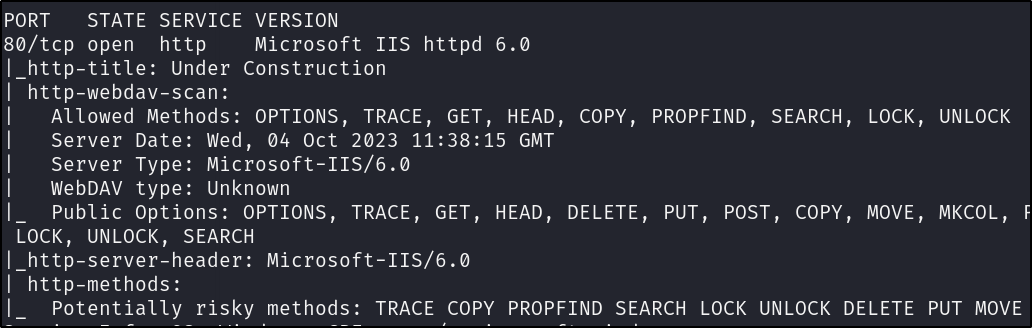 PORT   STATE SERVICE VERSION
80/tcp open  http    Microsoft IIS httpd 6.0
|_http-title: Under Construction
| http-webdav-scan:
|   Allowed Methods: OPTIONS, TRACE, GET, HEAD, COPY, PROPFIND, SEARCH, LOCK, UNLOCK
|   Server Date: Wed, 04 Oct 2023 11:38:15 GMT
|   Server Type: Microsoft-IIS/6.0
|   WebDAV type: Unknown
|_  Public Options: OPTIONS, TRACE, GET, HEAD, DELETE, PUT, POST, COPY, MOVE, MKCOL,
LOCK, UNLOCK, SEARCH
|_http-server-header: Microsoft-IIS/6.0
| http-methods:
|_  Potentially risky methods: TRACE COPY PROPFIND SEARCH LOCK UNLOCK DELETE PUT MOVE